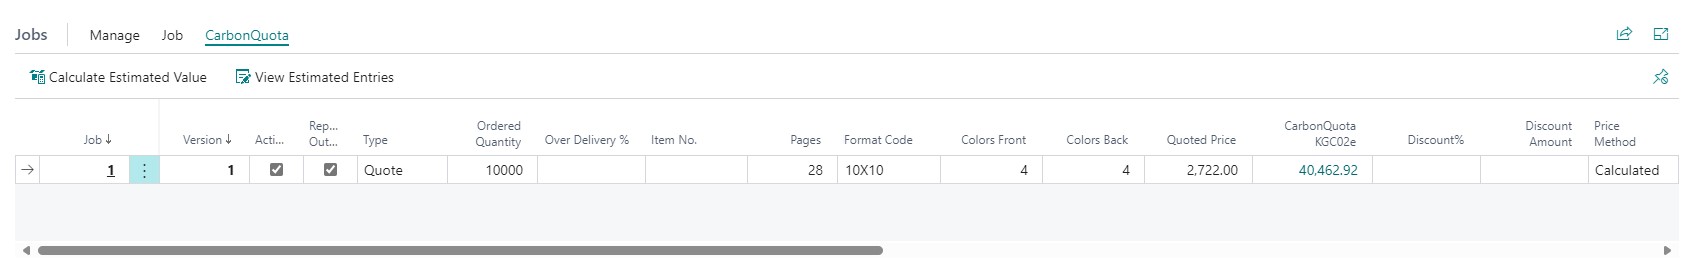 Jobs Manage Job CarbonQuota
Calculate Estimated Value View Estimated Entries
Job↓ Version↓ Acti... Rep... Out... Type Ordered Quantity Over Delivery % Item No. Pages Format Code Colors Front Colors Back Quoted Price CarbonQuota KGC02e Discount% Discount Amount Price Method
→ 1 ⋮ 1 Quote 10000 28 10X10 4 4 2,722.00 40,462.92 Calculated